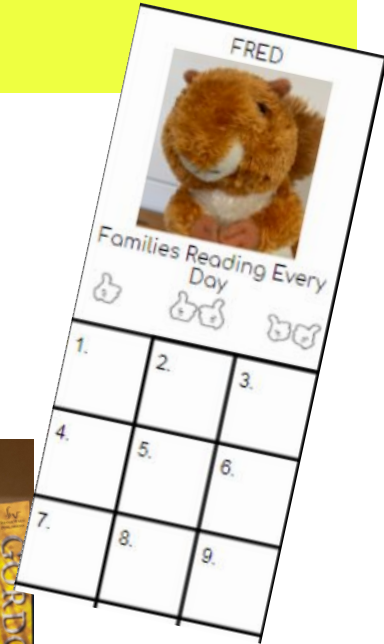 FRED
Families Reading Every
Day
1. 2. 3.
4. 5. 6.
7. 8. 9.